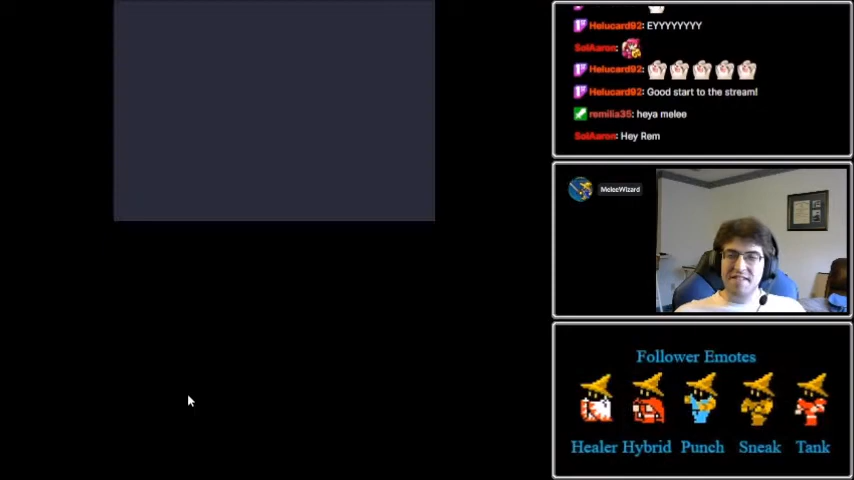 Helucard92: EYYYYYYYY
SolAaron:
Helucard92:
Helucard92: Good start to the stream!
remilia35: heya melee
SolAaron: Hey Rem
MeleeWizard
Follower Emotes
Healer Hybrid Punch Sneak Tank